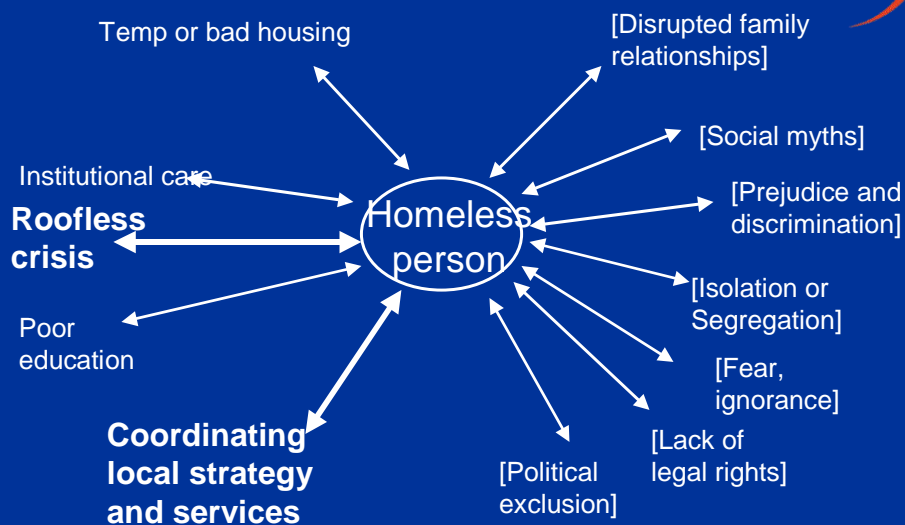 Temp or bad housing
[Disrupted family
relationships]
[Social myths]
Institutional care
[Prejudice and
discrimination]
Roofless
crisis
Homeless
person
[Isolation or
Segregation]
Poor
education
[Fear,
ignorance]
Coordinating
local strategy
and services
[Lack of
legal rights]
[Political
exclusion]